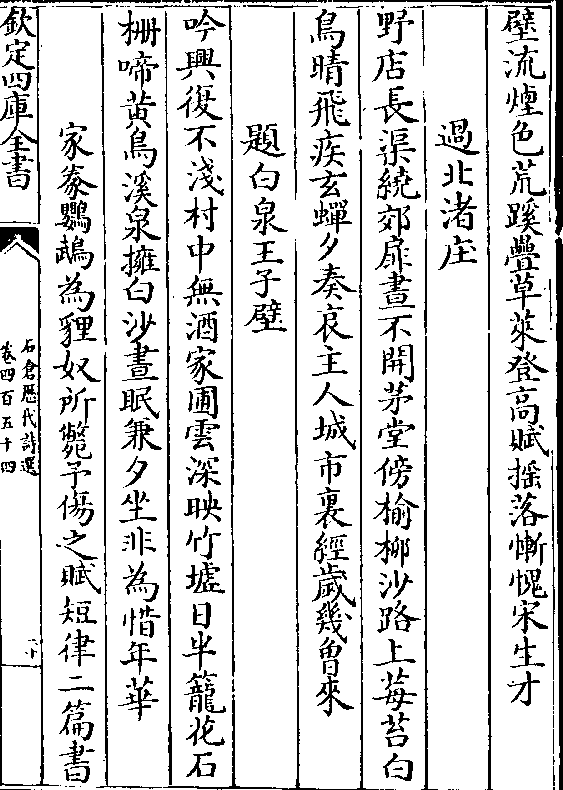 壁流煙色荒蹊疊草萊登高賦揺落慚愧宋生才
過北渚庄
野店長渠繞郊扉晝不開茅堂傍榆柳沙路上莓苔白
鳥晴飛疾玄蟬夕奏哀主人城市裏經歲幾曾來
題白泉王子壁
吟興復不淺村中無酒家圃雲深映竹墟日半籠花石
栅啼黄鳥溪泉擁白沙晝眠兼夕坐非為惜年華
家豢鸚鵡為貍奴所斃予傷之賦短律二篇書
欽定四庫全書
石倉歷代詩選
卷四百五十四